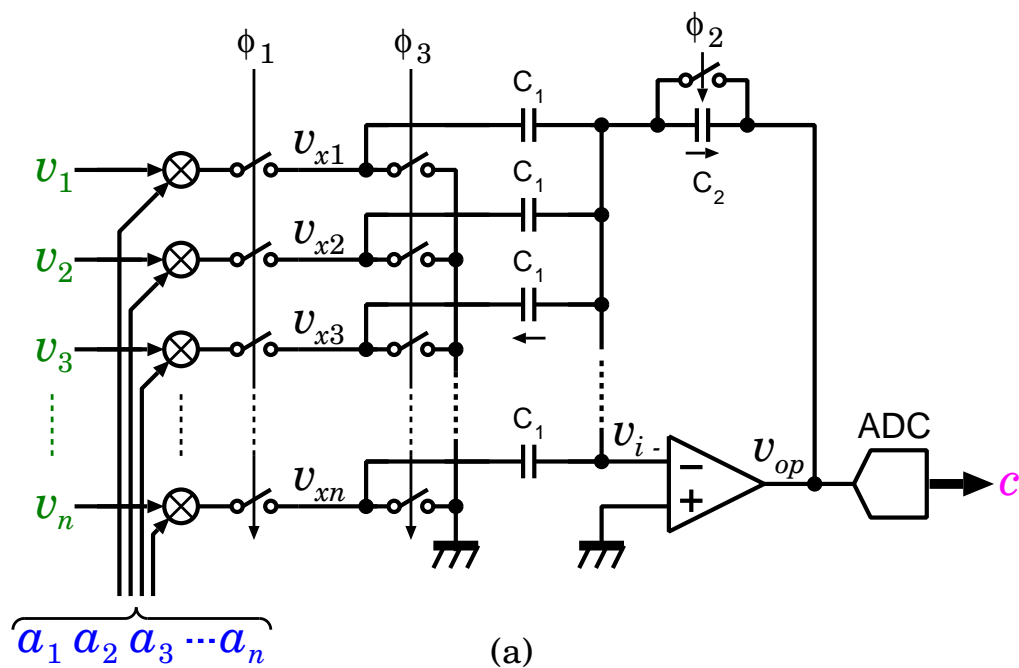 ϕ1 ϕ3 ϕ2
C1
v1 vx1 C1 C2
v2 vx2 C1
v3 vx3
C1 vi- vop ADC
vn vxn − + c
a1 a2 a3 ···an
(a)